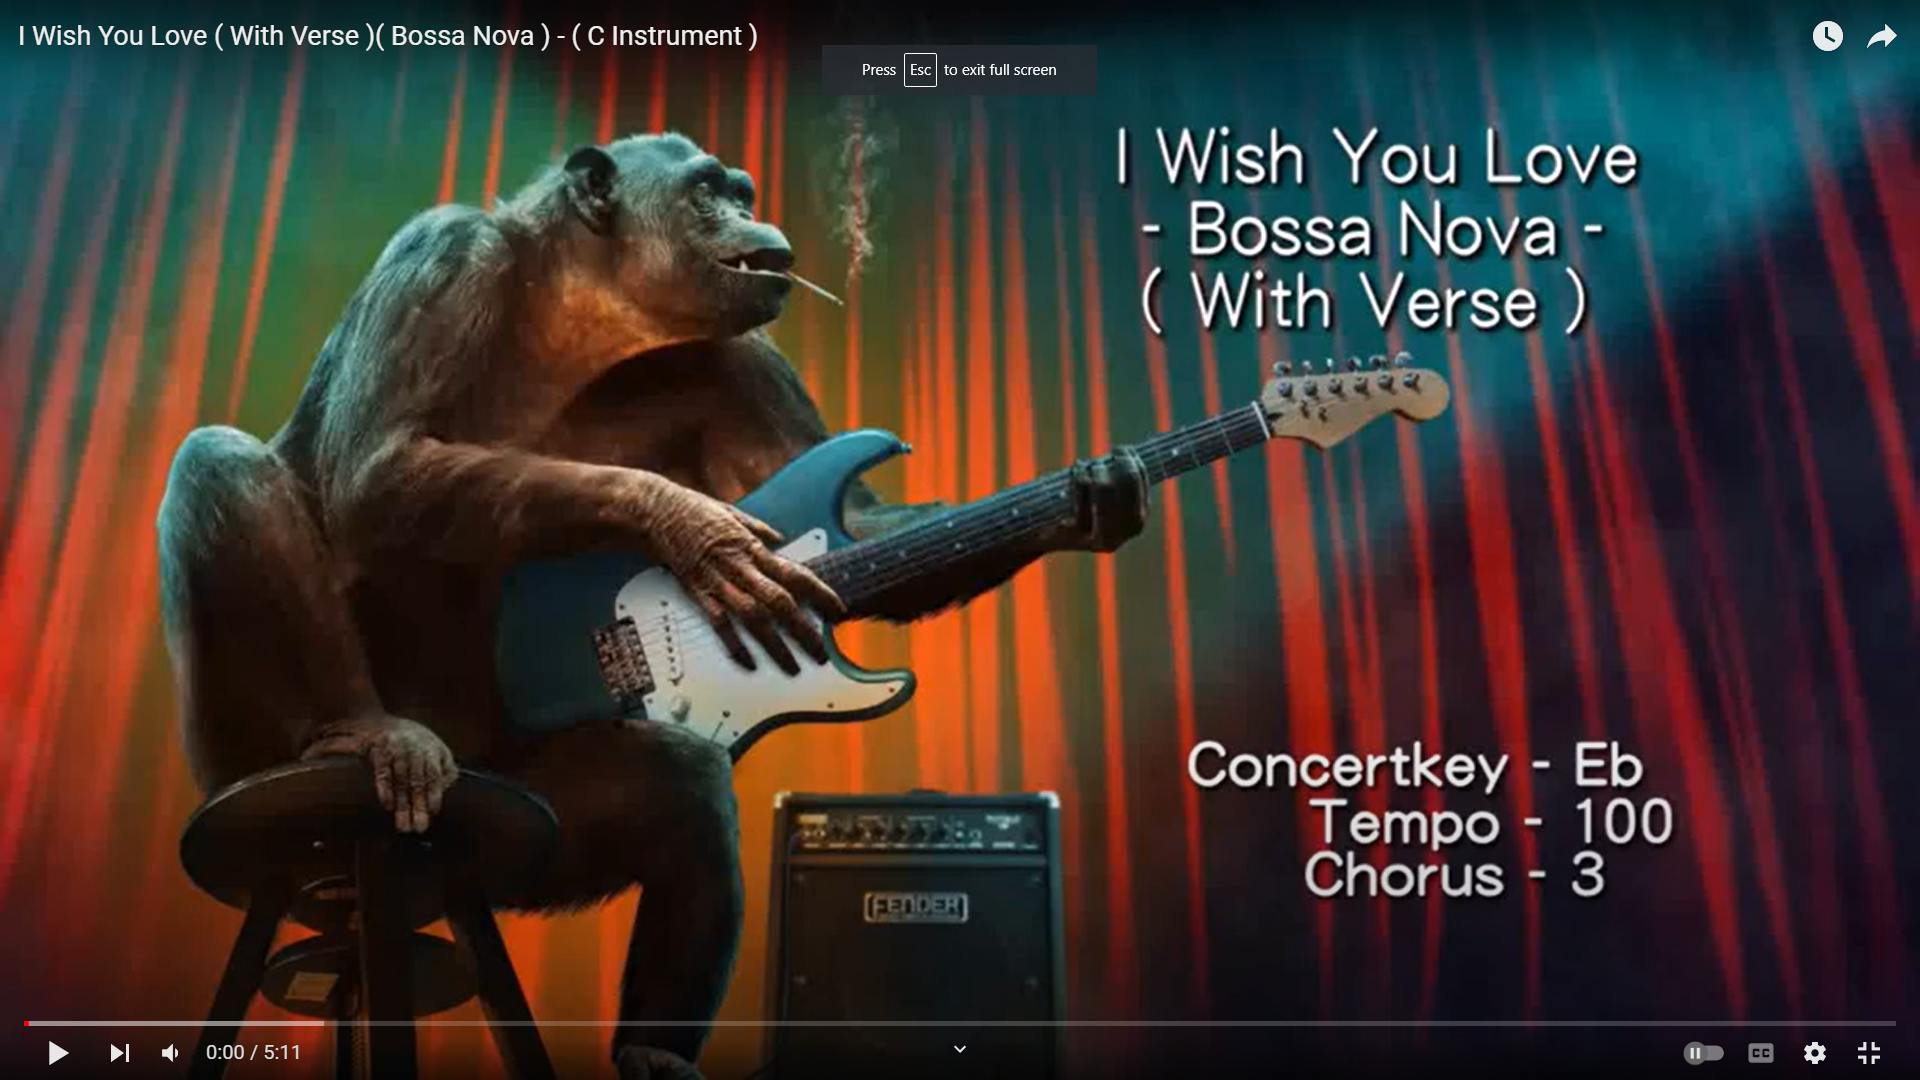 I Wish You Love ( With Verse )( Bossa Nova ) - ( C Instrument )
Press Esc to exit full screen
I Wish You Love
- Bossa Nova -
( With Verse )
Concertkey - Eb
Tempo - 100
Chorus - 3
FENDER
0:00 / 5:11
CC